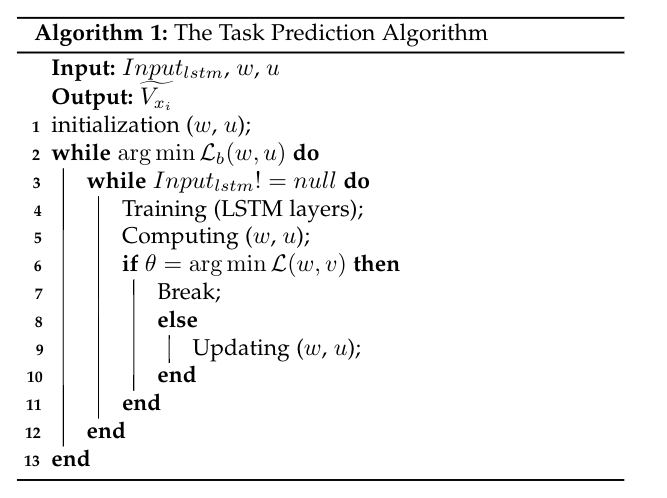 Algorithm 1: The Task Prediction Algorithm
Input: $Input_{lstm}$, $w$, $u$
Output: $\widetilde{V_{x_i}}$
1 initialization ($w$, $u$);
2 while $\arg\min \mathcal{L}_b(w, u)$ do
3 while $Input_{lstm}! = null$ do
4 Training (LSTM layers);
5 Computing ($w$, $u$);
6 if $\theta = \arg\min \mathcal{L}(w, v)$ then
7 Break;
8 else
9 Updating ($w$, $u$);
10 end
11 end
12 end
13 end